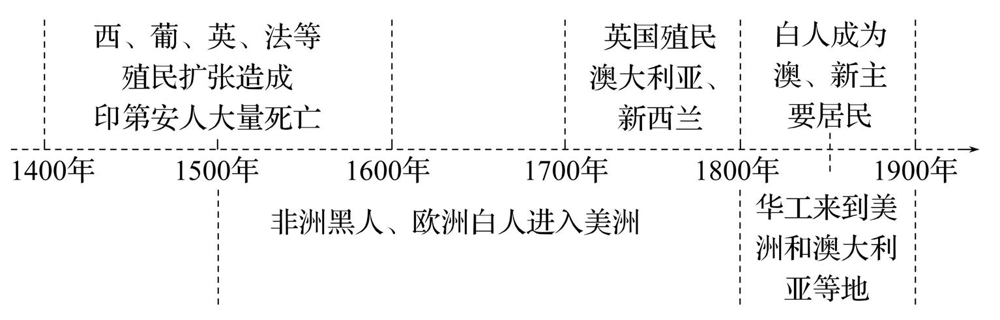 西、葡、英、法等
殖民扩张造成
印第安人大量死亡
英国殖民
澳大利亚、
新西兰
白人成为
澳、新主
要居民
1400年
1500年
1600年
1700年
1800年
1900年
非洲黑人、欧洲白人进入美洲
华工来到美
洲和澳大利
亚等地